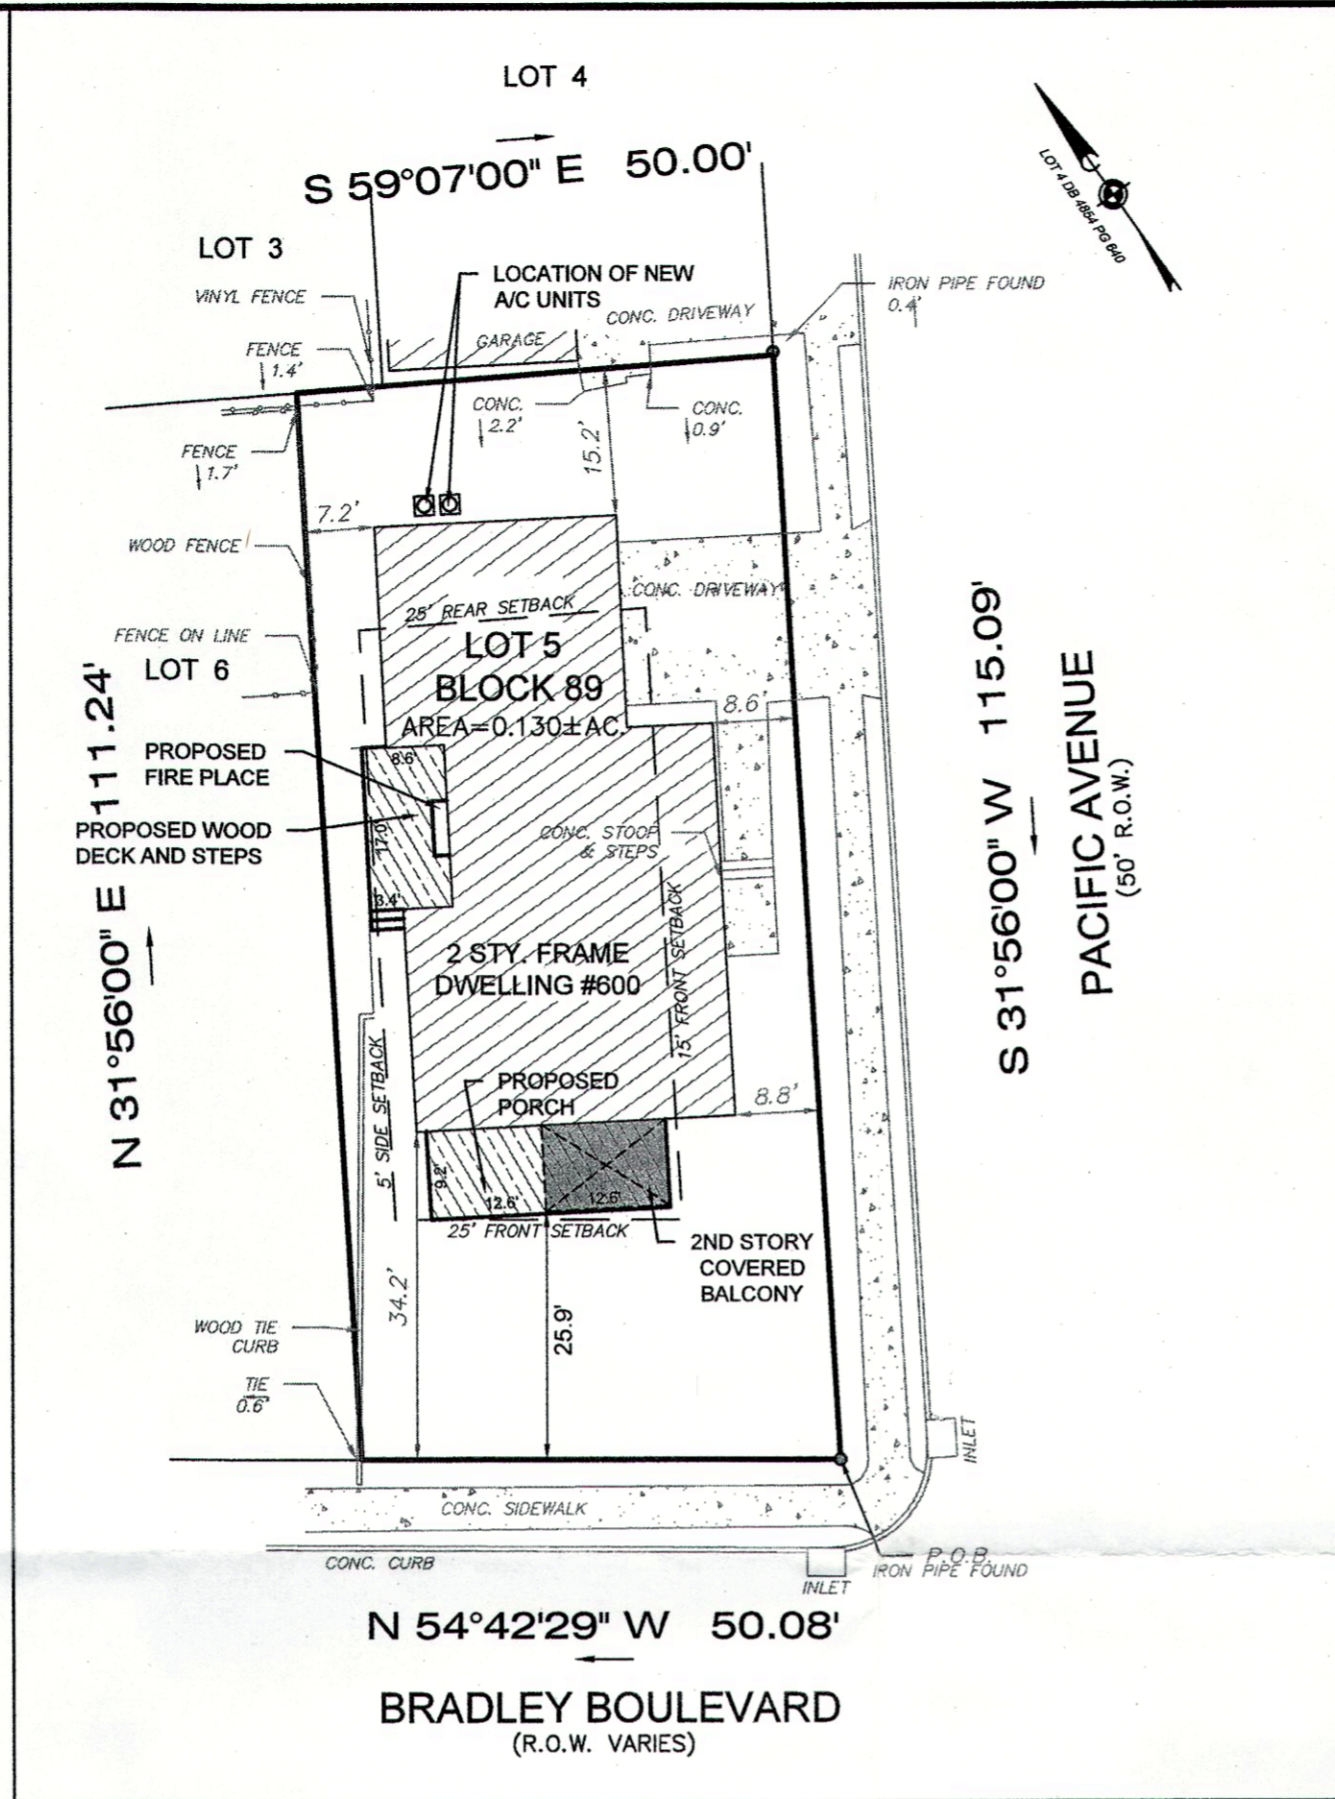 LOT 4
S 59°07'00" E 50.00'
LOT 4 DB 4854 PG 640
LOT 3
VINYL FENCE
LOCATION OF NEW
A/C UNITS
CONC. DRIVEWAY
IRON PIPE FOUND
0.4'
GARAGE
FENCE
1.4'
CONC.
2.2'
CONC.
0.9'
FENCE
1.7'
15.2'
7.2'
WOOD FENCE
CONC. DRIVEWAY
25' REAR SETBACK
FENCE ON LINE
LOT 6
LOT 5
BLOCK 89
AREA=0.130±AC.
8.6'
PROPOSED
FIRE PLACE
8.6'
PROPOSED WOOD
DECK AND STEPS
17.0'
CONC. STOOP
& STEPS
3.4'
N 31°56'00" E 111.24'
S 31°56'00" W 115.09'
PACIFIC AVENUE
(50' R.O.W.)
15' FRONT SETBACK
2 STY. FRAME
DWELLING #600
5' SIDE SETBACK
PROPOSED
PORCH
8.8'
9.2'
12.6'
12.6'
25' FRONT SETBACK
2ND STORY
COVERED
BALCONY
34.2'
25.9'
WOOD TIE
CURB
TIE
0.6'
INLET
CONC. SIDEWALK
CONC. CURB
P.O.B.
IRON PIPE FOUND
INLET
N 54°42'29" W 50.08'
BRADLEY BOULEVARD
(R.O.W. VARIES)